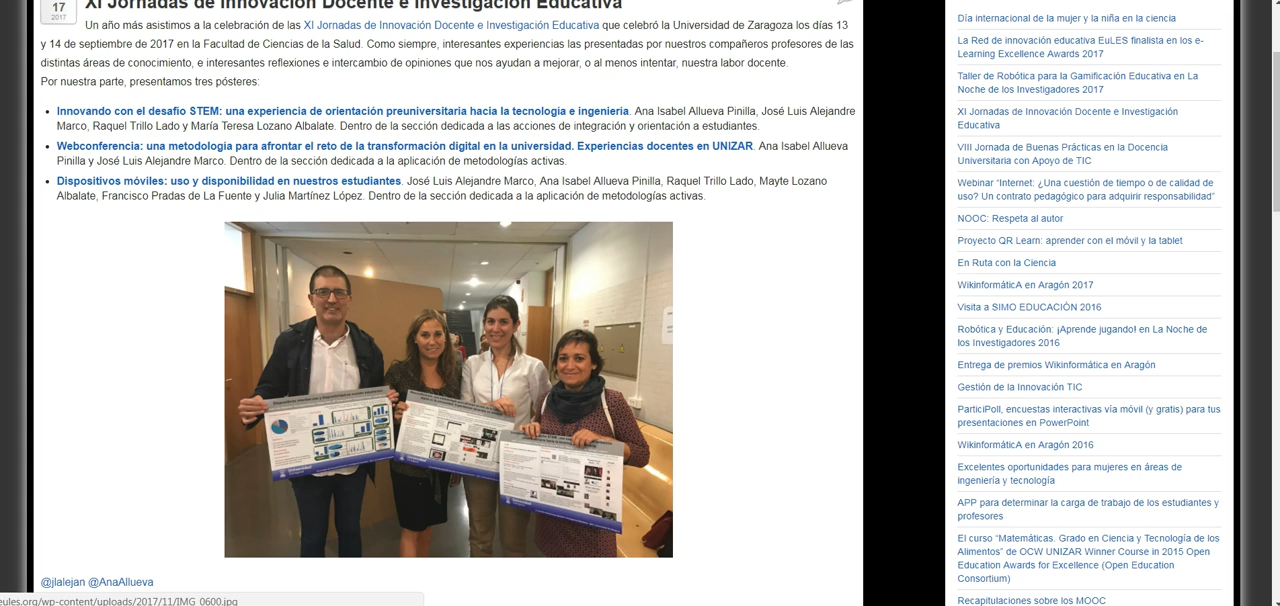 17
2017
XI Jornadas de Innovación Docente e Investigación Educativa
Un año más asistimos a la celebración de las XI Jornadas de Innovación Docente e Investigación Educativa que celebró la Universidad de Zaragoza los días 13
y 14 de septiembre de 2017 en la Facultad de Ciencias de la Salud. Como siempre, interesantes experiencias las presentadas por nuestros compañeros profesores de las
distintas áreas de conocimiento, e interesantes reflexiones e intercambio de opiniones que nos ayudan a mejorar, o al menos intentar, nuestra labor docente.
Por nuestra parte, presentamos tres pósteres:
Innovando con el desafío STEM: una experiencia de orientación preuniversitaria hacia la tecnología e ingeniería. Ana Isabel Allueva Pinilla, José Luis Alejandre
Marco, Raquel Trillo Lado y María Teresa Lozano Albalate. Dentro de la sección dedicada a las acciones de integración y orientación a estudiantes.
Webconferencia: una metodología para afrontar el reto de la transformación digital en la universidad. Experiencias docentes en UNIZAR. Ana Isabel Allueva
Pinilla y José Luis Alejandre Marco. Dentro de la sección dedicada a la aplicación de metodologías activas.
Dispositivos móviles: uso y disponibilidad en nuestros estudiantes. José Luis Alejandre Marco, Ana Isabel Allueva Pinilla, Raquel Trillo Lado, Mayte Lozano
Albalate, Francisco Pradas de La Fuente y Julia Martínez López. Dentro de la sección dedicada a la aplicación de metodologías activas.
@jlalejan @AnaAllueva
eules.org/wp-content/uploads/2017/11/IMG_0600.jpg
Día internacional de la mujer y la niña en la ciencia
La Red de innovación educativa EuLES finalista en los e-
Learning Excellence Awards 2017
Taller de Robótica para la Gamificación Educativa en La
Noche de los Investigadores 2017
XI Jornadas de Innovación Docente e Investigación
Educativa
VIII Jornada de Buenas Prácticas en la Docencia
Universitaria con Apoyo de TIC
Webinar “Internet: ¿Una cuestión de tiempo o de calidad de
uso? Un contrato pedagógico para adquirir responsabilidad”
NOOC: Respeta al autor
Proyecto QR Learn: aprender con el móvil y la tablet
En Ruta con la Ciencia
WikinformáticA en Aragón 2017
Visita a SIMO EDUCACIÓN 2016
Robótica y Educación: ¡Aprende jugando! en La Noche de
los Investigadores 2016
Entrega de premios Wikinformática en Aragón
Gestión de la Innovación TIC
ParticiPoll, encuestas interactivas vía móvil (y gratis) para tus
presentaciones en PowerPoint
WikinformáticA en Aragón 2016
Excelentes oportunidades para mujeres en áreas de
ingeniería y tecnología
APP para determinar la carga de trabajo de los estudiantes y
profesores
El curso “Matemáticas. Grado en Ciencia y Tecnología de los
Alimentos” de OCW UNIZAR Winner Course in 2015 Open
Education Awards for Excellence (Open Education
Consortium)
Recapitulaciones sobre los MOOC